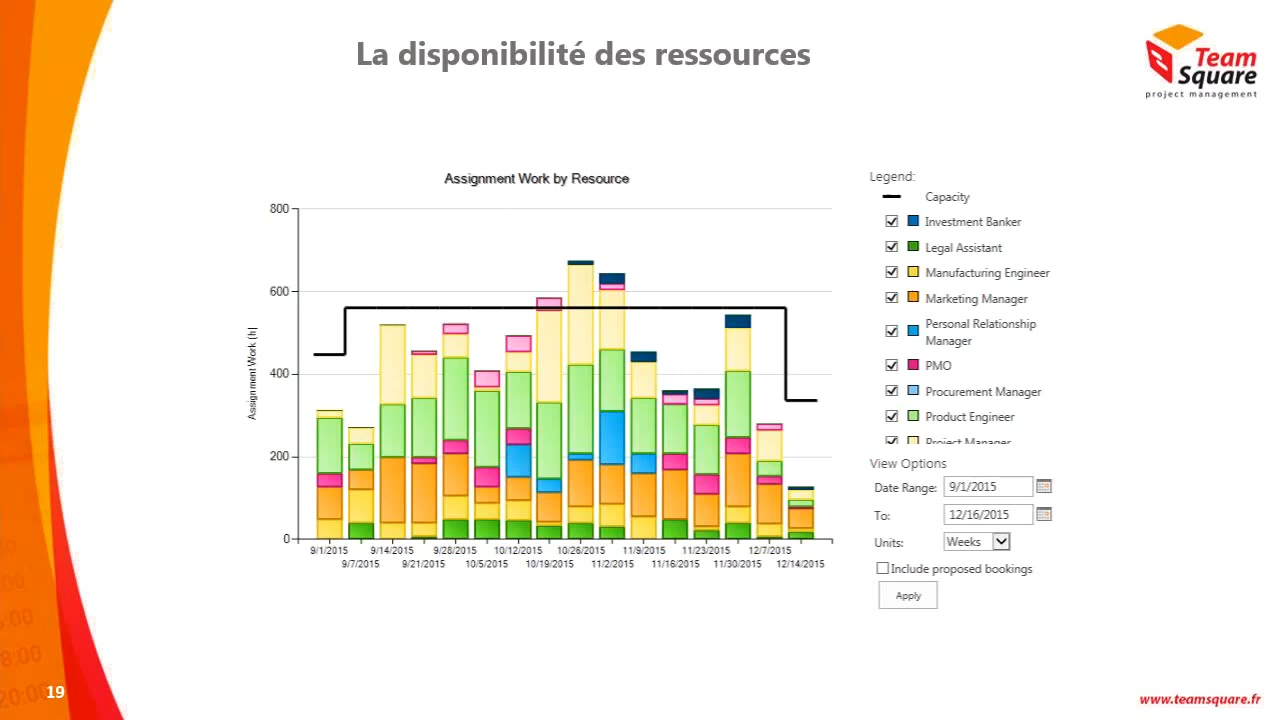 La disponibilité des ressources
Team
Square
project management
Assignment Work by Resource
Assignment Work (h)
800
600
400
200
0
9/1/2015
9/7/2015
9/14/2015
9/21/2015
9/28/2015
10/5/2015
10/12/2015
10/19/2015
10/26/2015
11/2/2015
11/9/2015
11/16/2015
11/23/2015
11/30/2015
12/7/2015
12/14/2015
Legend:
Capacity
Investment Banker
Legal Assistant
Manufacturing Engineer
Marketing Manager
Personal Relationship
Manager
PMO
Procurement Manager
Product Engineer
Project Manager
View Options
Date Range: 9/1/2015
To: 12/16/2015
Units: Weeks
Include proposed bookings
Apply
19
www.teamsquare.fr